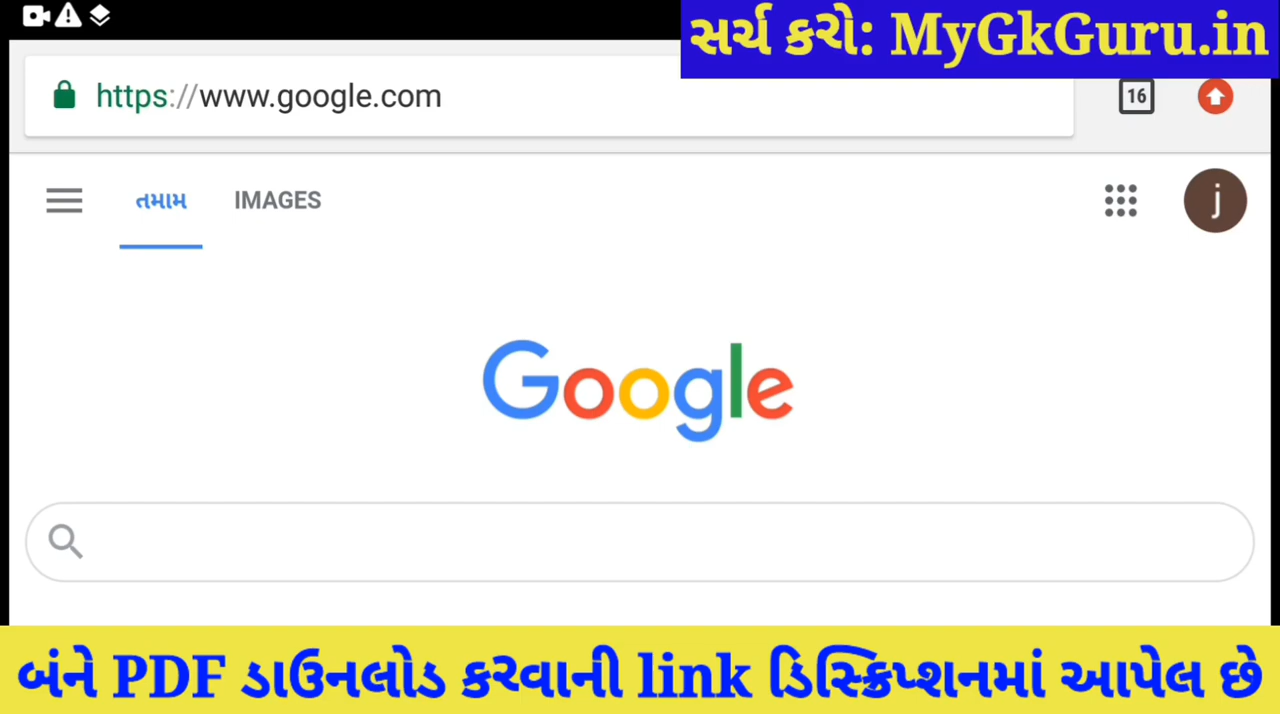 સર્ચ કરો: MyGkGuru.in
https://www.google.com
16
તમામ IMAGES
j
Google
બંને PDF ડાઉનલોડ કરવાની link ડિસ્ક્રિપ્શનમાં આપેલ છે